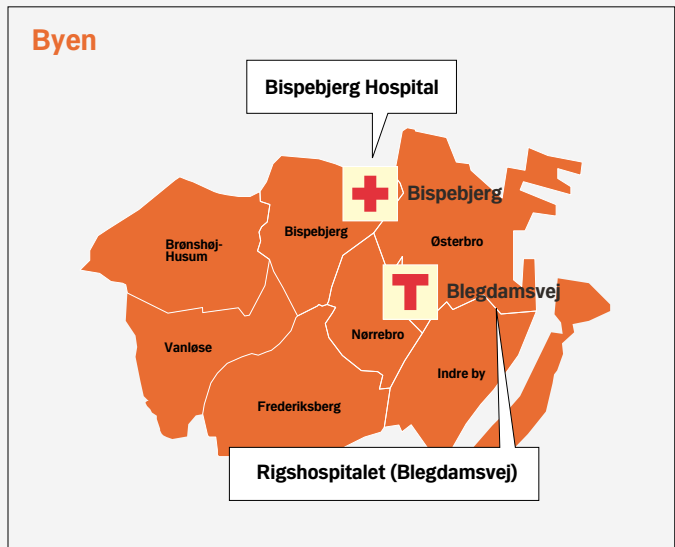 Byen
Bispebjerg Hospital
Bispebjerg
Bispebjerg
Østerbro
Brønshøj-
Husum
T
Blegdamsvej
Nørrebro
Vanløse
Indre by
Frederiksberg
Rigshospitalet (Blegdamsvej)